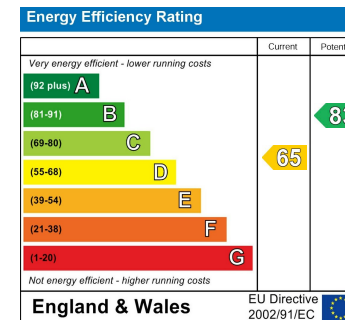 Energy Efficiency Rating
Current
Very energy efficient - lower running costs
(92 plus) A
(81-91) B
(69-80) C
65
(55-68) D
(39-54) E
(21-38) F
(1-20) G
Not energy efficient - higher running costs
England & Wales
EU Directive
2002/91/EC